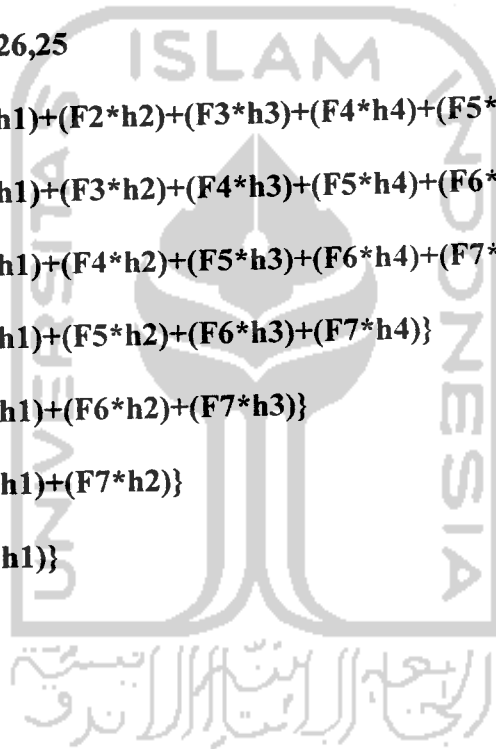 26,25
ISLAM
h1)+(F2*h2)+(F3*h3)+(F4*h4)+(F5*
h1)+(F3*h2)+(F4*h3)+(F5*h4)+(F6*
h1)+(F4*h2)+(F5*h3)+(F6*h4)+(F7*
h1)+(F5*h2)+(F6*h3)+(F7*h4)}
h1)+(F6*h2)+(F7*h3)}
h1)+(F7*h2)}
h1)}
UNIVERSITAS
INDONESIA